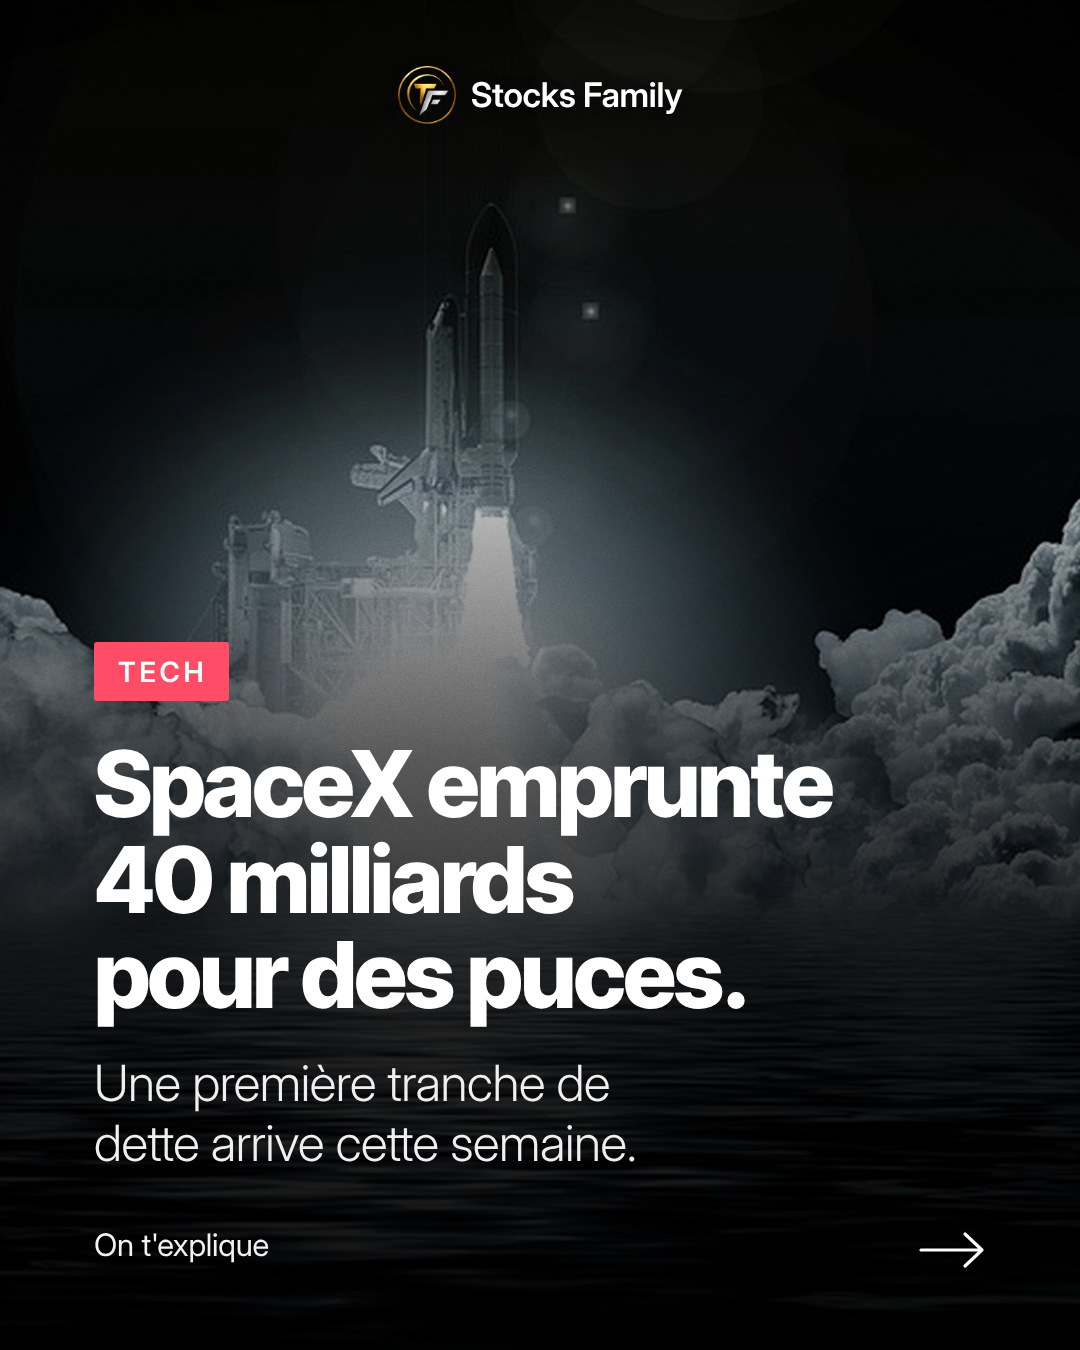 Stocks Family
TECH
SpaceX emprunte
40 milliards
pour des puces.
Une première tranche de
dette arrive cette semaine.
On t'explique